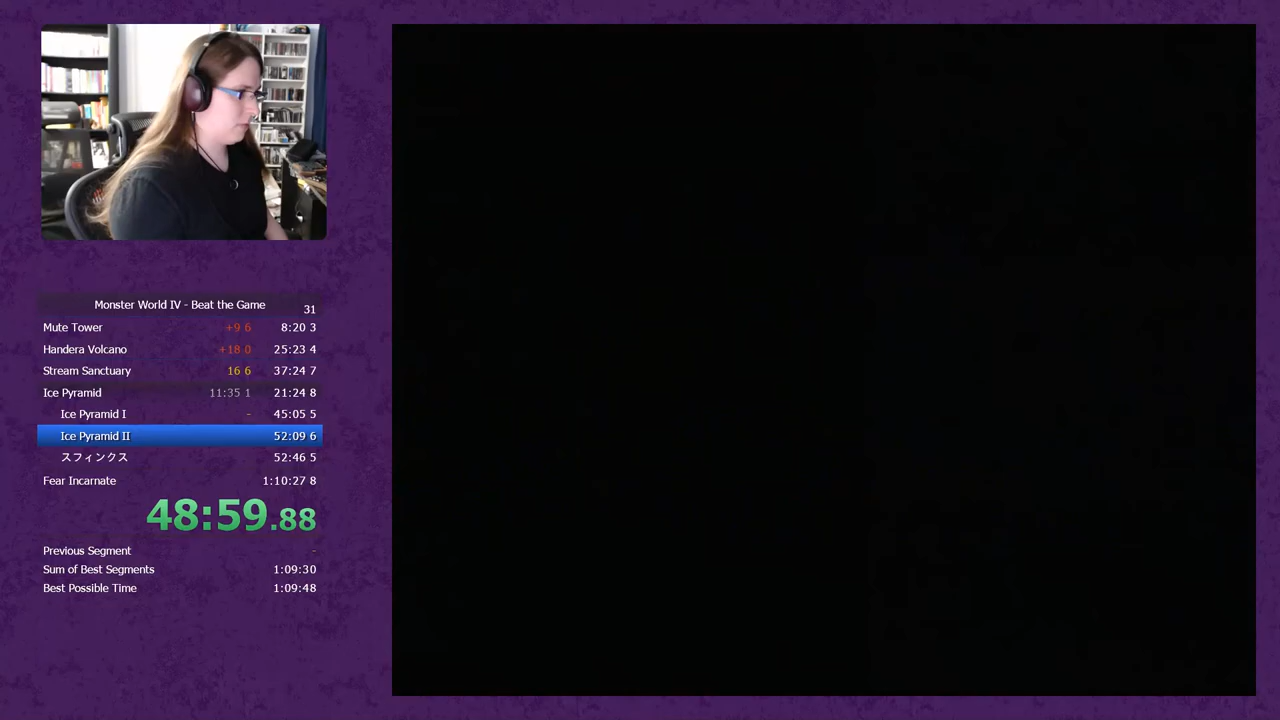 Monster World IV - Beat the Game
31
Mute Tower +9 6 8:20 3
Handera Volcano +18 0 25:23 4
Stream Sanctuary 16 6 37:24 7
Ice Pyramid 11:35 1 21:24 8
Ice Pyramid I - 45:05 5
Ice Pyramid II 52:09 6
スフィンクス 52:46 5
Fear Incarnate 1:10:27 8
48:59.88
Previous Segment -
Sum of Best Segments 1:09:30
Best Possible Time 1:09:48